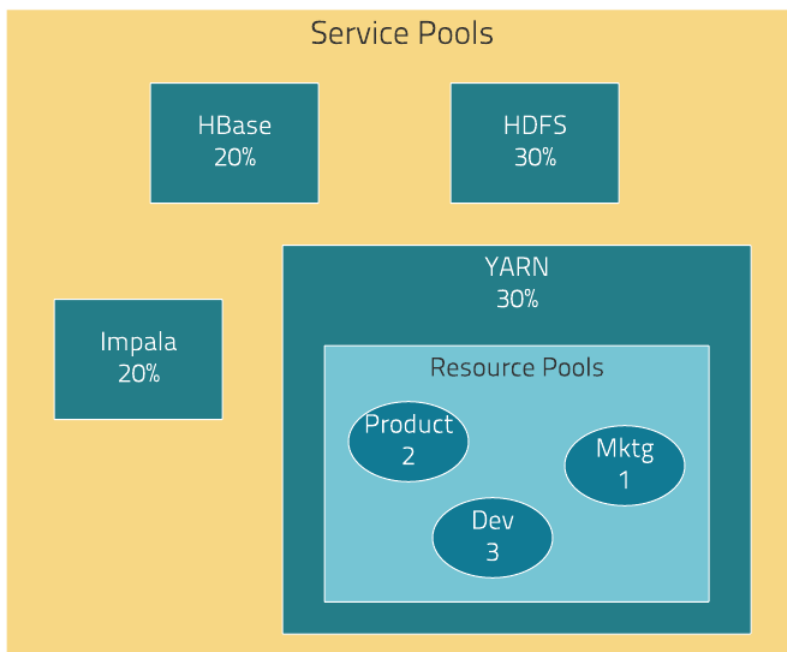 Service Pools
HBase
20%
HDFS
30%
YARN
30%
Impala
20%
Resource Pools
Product
2
Mktg
1
Dev
3